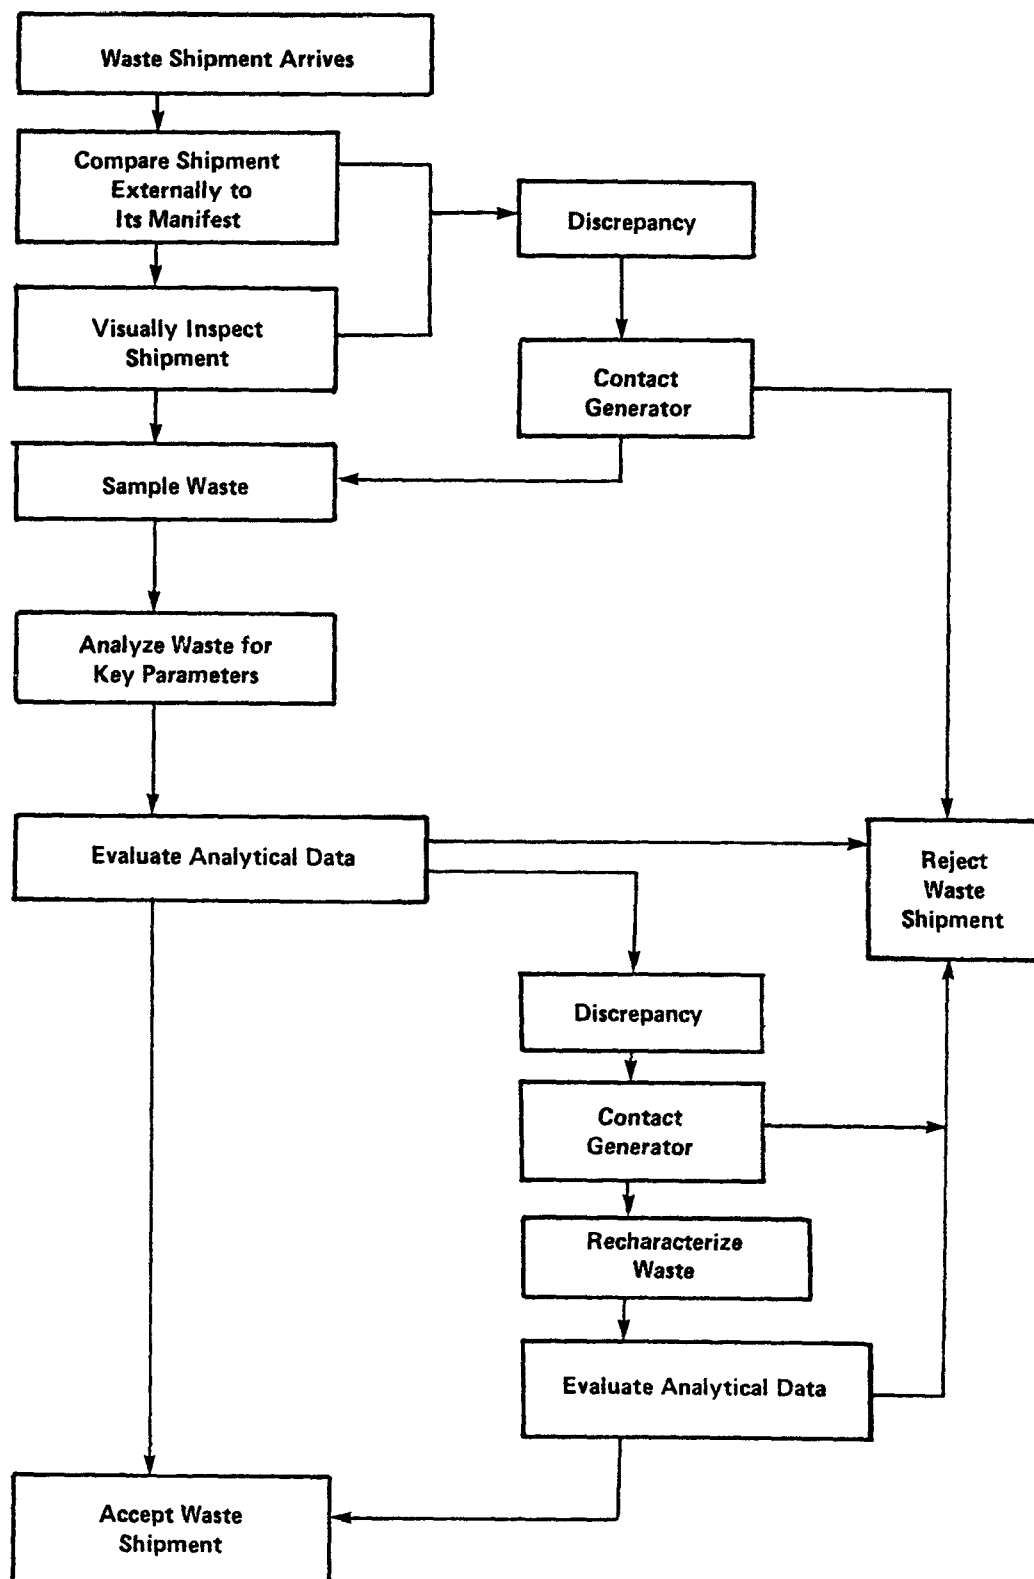 Waste Shipment Arrives
Compare Shipment
Externally to
Its Manifest
Discrepancy
Visually Inspect
Shipment
Contact
Generator
Sample Waste
Analyze Waste for
Key Parameters
Evaluate Analytical Data
Reject
Waste
Shipment
Discrepancy
Contact
Generator
Recharacterize
Waste
Evaluate Analytical Data
Accept Waste
Shipment